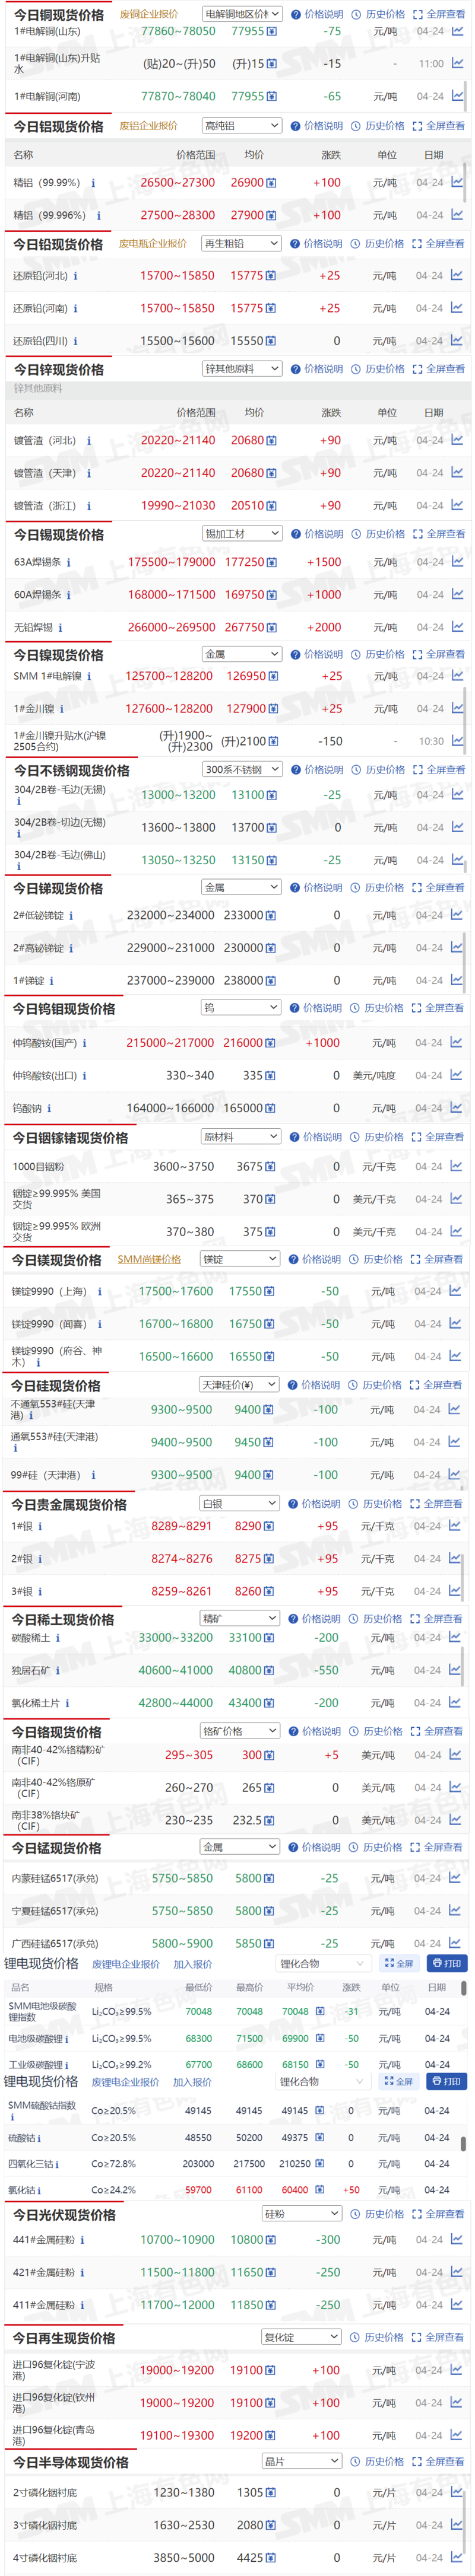 今日铜现货价格 废铜企业报价 电解铜地区价格 价格说明 历史价格 全屏查看
1#电解铜(山东) 77860~78050 77955 -75 元/吨 04-24
1#电解铜(山东)升贴水 (贴)20~(升)50 (升)15 -15 - 11:00
1#电解铜(河南) 77870~78040 77955 -65 元/吨 04-24
今日铝现货价格 废铝企业报价 高纯铝 价格说明 历史价格 全屏查看
名称 价格范围 均价 涨跌 单位 日期
精铝（99.99%） 26500~27300 26900 +100 元/吨 04-24
精铝（99.996%） 27500~28300 27900 +100 元/吨 04-24
今日铅现货价格 废电瓶企业报价 再生粗铅 价格说明 历史价格 全屏查看
还原铅(河北) 15700~15850 15775 +25 元/吨 04-24
还原铅(河南) 15700~15850 15775 +25 元/吨 04-24
还原铅(四川) 15500~15600 15550 0 元/吨 04-24
今日锌现货价格 锌其他原料 价格说明 历史价格 全屏查看
锌其他原料
名称 价格范围 均价 涨跌 单位 日期
镀管渣（河北） 20220~21140 20680 +90 元/吨 04-24
镀管渣（天津） 20220~21140 20680 +90 元/吨 04-24
镀管渣（浙江） 19990~21030 20510 +90 元/吨 04-24
今日锡现货价格 锡加工材 价格说明 历史价格 全屏查看
63A焊锡条 175500~179000 177250 +1500 元/吨 04-24
60A焊锡条 168000~171500 169750 +1000 元/吨 04-24
无铅焊锡 266000~269500 267750 +2000 元/吨 04-24
今日镍现货价格 金属 价格说明 历史价格 全屏查看
SMM 1#电解镍 125700~128200 126950 +25 元/吨 04-24
1#金川镍 127600~128200 127900 +25 元/吨 04-24
1#金川镍升贴水(沪镍2505合约) (升)1900~(升)2300 (升)2100 -150 - 10:30
今日不锈钢现货价格 300系不锈钢 价格说明 历史价格 全屏查看
304/2B卷-毛边(无锡) 13000~13200 13100 -25 元/吨 04-24
304/2B卷-切边(无锡) 13600~13800 13700 0 元/吨 04-24
304/2B卷-毛边(佛山) 13050~13250 13150 -25 元/吨 04-24
今日锑现货价格 金属 价格说明 历史价格 全屏查看
2#低铋锑锭 232000~234000 233000 0 元/吨 04-24
2#高铋锑锭 229000~231000 230000 0 元/吨 04-24
1#锑锭 237000~239000 238000 0 元/吨 04-24
今日钨钼现货价格 钨 价格说明 历史价格 全屏查看
仲钨酸铵(国产) 215000~217000 216000 +1000 元/吨 04-24
仲钨酸铵(出口) 330~340 335 0 美元/吨度 04-24
钨酸钠 164000~166000 165000 0 元/吨 04-24
今日铟镓锗现货价格 原材料 价格说明 历史价格 全屏查看
1000目铟粉 3600~3750 3675 0 元/千克 04-24
铟锭≥99.995% 美国交货 365~375 370 0 美元/千克 04-24
铟锭≥99.995% 欧洲交货 370~380 375 0 美元/千克 04-24
今日镁现货价格 SMM尚镁价格 镁锭 价格说明 历史价格 全屏查看
镁锭9990（上海） 17500~17600 17550 -50 元/吨 04-24
镁锭9990（闻喜） 16700~16800 16750 -50 元/吨 04-24
镁锭9990（府谷、神木） 16500~16600 16550 -50 元/吨 04-24
今日硅现货价格 天津硅价(¥) 价格说明 历史价格 全屏查看
不通氧553#硅(天津港) 9300~9500 9400 -100 元/吨 04-24
通氧553#硅(天津港) 9400~9500 9450 -100 元/吨 04-24
99#硅（天津港） 9300~9500 9400 -100 元/吨 04-24
今日贵金属现货价格 白银 价格说明 历史价格 全屏查看
1#银 8289~8291 8290 +95 元/千克 04-24
2#银 8274~8276 8275 +95 元/千克 04-24
3#银 8259~8261 8260 +95 元/千克 04-24
今日稀土现货价格 精矿 价格说明 历史价格 全屏查看
碳酸稀土 33000~33200 33100 -200 元/吨 04-24
独居石矿 40600~41000 40800 -550 元/吨 04-24
氯化稀土片 42800~44000 43400 -200 元/吨 04-24
今日铬现货价格 铬矿价格 价格说明 历史价格 全屏查看
南非40-42%铬精粉矿（CIF） 295~305 300 +5 美元/吨 04-24
南非40-42%铬原矿（CIF） 260~270 265 0 美元/吨 04-24
南非38%铬块矿（CIF） 230~235 232.5 0 美元/吨 04-24
今日锰现货价格 金属 价格说明 历史价格 全屏查看
内蒙硅锰6517(承兑) 5750~5850 5800 -25 元/吨 04-24
宁夏硅锰6517(承兑) 5750~5850 5800 -25 元/吨 04-24
广西硅锰6517(承兑) 5800~5900 5850 -25 元/吨 04-24
锂电现货价格 废锂电企业报价 加入报价 锂化合物 全屏 打印
品名 规格 最低价 最高价 平均价 涨跌 单位 日期
SMM电池级碳酸锂指数 Li₂CO₃≥99.5% 70048 70048 70048 -31 元/吨 04-24
电池级碳酸锂 Li₂CO₃≥99.5% 68300 71500 69900 -50 元/吨 04-24
工业级碳酸锂 Li₂CO₃≥99.2% 67700 68600 68150 -50 元/吨 04-24
锂电现货价格 废锂电企业报价 加入报价 锂化合物 全屏 打印
SMM硫酸钴指数 Co≥20.5% 49145 49145 49145 0 元/吨 04-24
硫酸钴 Co≥20.5% 48550 50200 49375 0 元/吨 04-24
四氧化三钴 Co≥72.8% 203000 217500 210250 0 元/吨 04-24
氯化钴 Co≥24.2% 59700 61100 60400 +50 元/吨 04-24
今日光伏现货价格 硅粉 历史价格 全屏查看
441#金属硅粉 10700~10900 10800 -300 元/吨 04-24
421#金属硅粉 11500~11800 11650 -250 元/吨 04-24
411#金属硅粉 11700~12000 11850 -250 元/吨 04-24
今日再生现货价格 复化锭 历史价格 全屏查看
进口96复化锭(宁波港) 19000~19200 19100 +100 元/吨 04-24
进口96复化锭(钦州港) 19000~19200 19100 +100 元/吨 04-24
进口96复化锭(青岛港) 19100~19300 19200 +100 元/吨 04-24
今日半导体现货价格 晶片 历史价格 全屏查看
2寸磷化铟衬底 1230~1380 1305 0 元/片 04-24
3寸磷化铟衬底 1630~2530 2080 0 元/片 04-24
4寸磷化铟衬底 3850~5000 4425 0 元/片 04-24